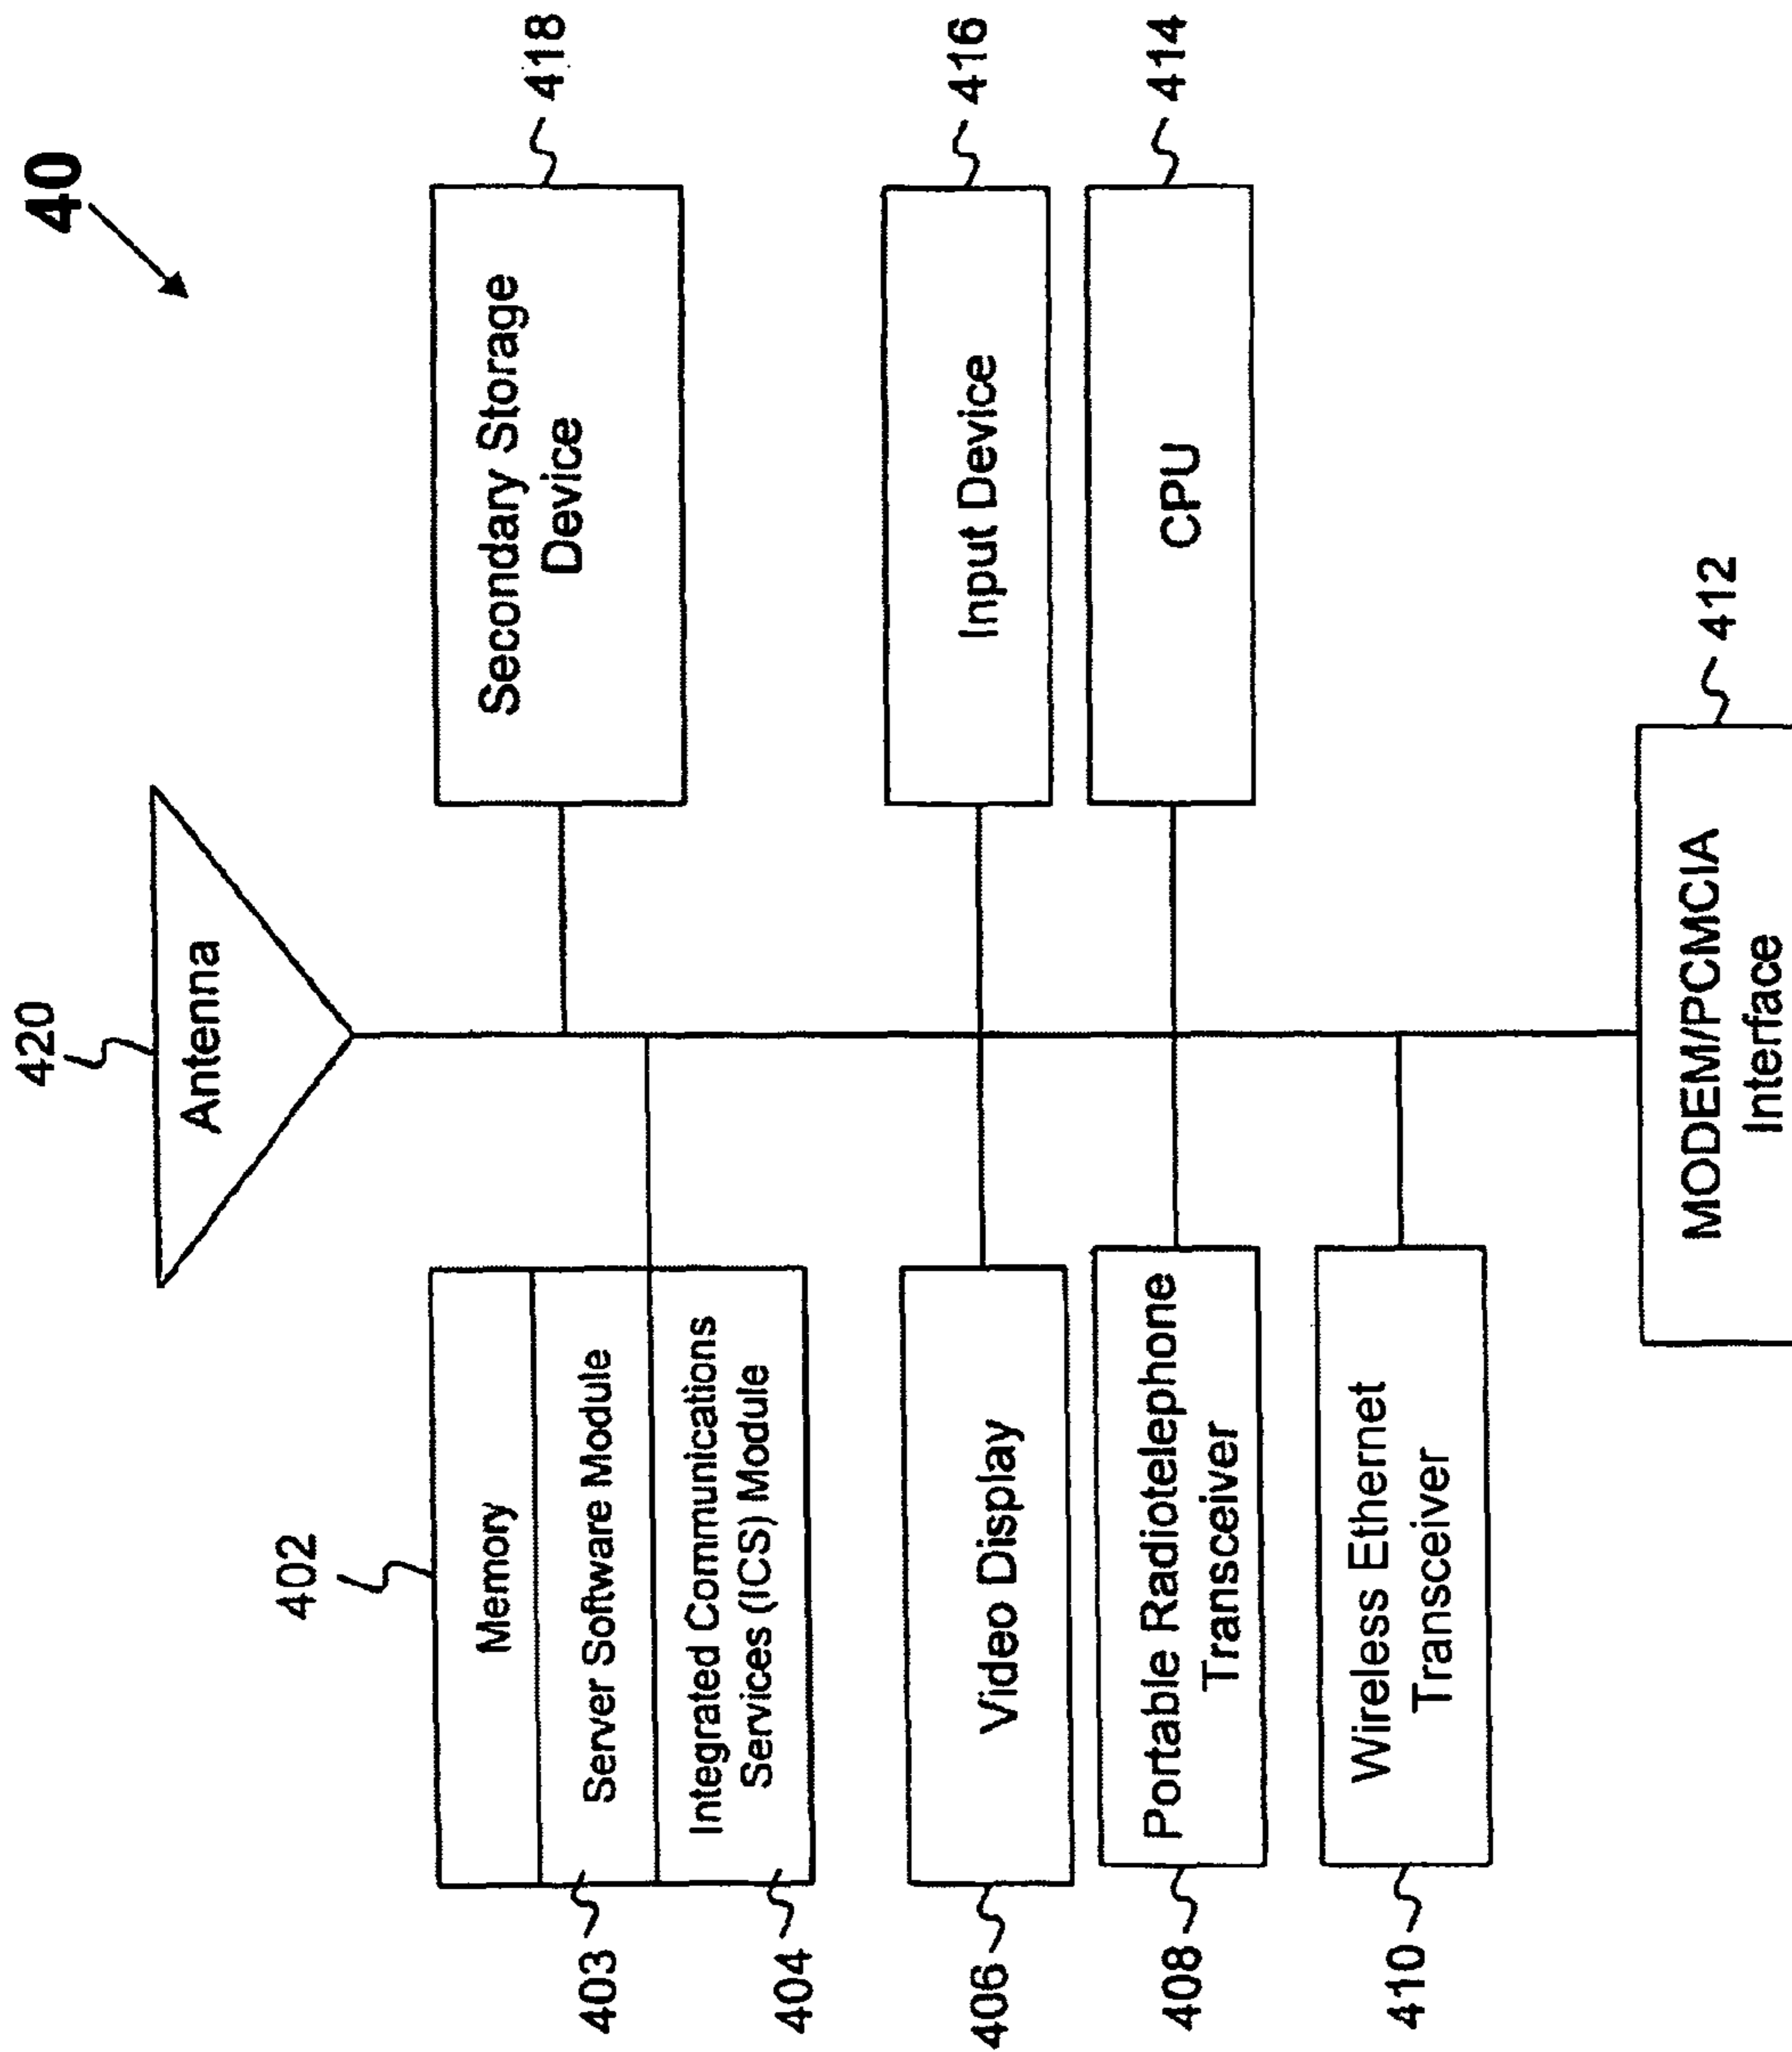 40
420
Antenna
402
Memory
403
Server Software Module
404
Integrated Communications
Services (ICS) Module
418
Secondary Storage
Device
406
Video Display
416
Input Device
408
Portable Radiotelephone
Transceiver
414
CPU
410
Wireless Ethernet
Transceiver
412
MODEM/PCMCIA
Interface